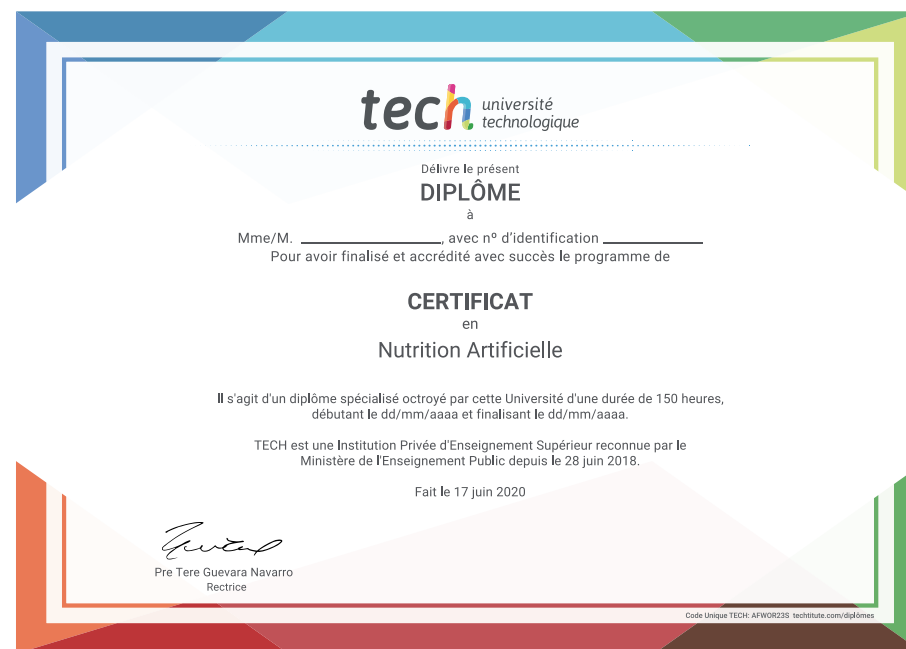 tech université
technologique
Délivre le présent
DIPLÔME
à
Mme/M. ____________________, avec nº d'identification ______________
Pour avoir finalisé et accrédité avec succès le programme de
CERTIFICAT
en
Nutrition Artificielle
Il s'agit d'un diplôme spécialisé octroyé par cette Université d'une durée de 150 heures,
débutant le dd/mm/aaaa et finalisant le dd/mm/aaaa.
TECH est une Institution Privée d'Enseignement Supérieur reconnue par le
Ministère de l'Enseignement Public depuis le 28 juin 2018.
Fait le 17 juin 2020
Pre Tere Guevara Navarro
Rectrice
Code Unique TECH: AFWOR23S techtitute.com/diplômes